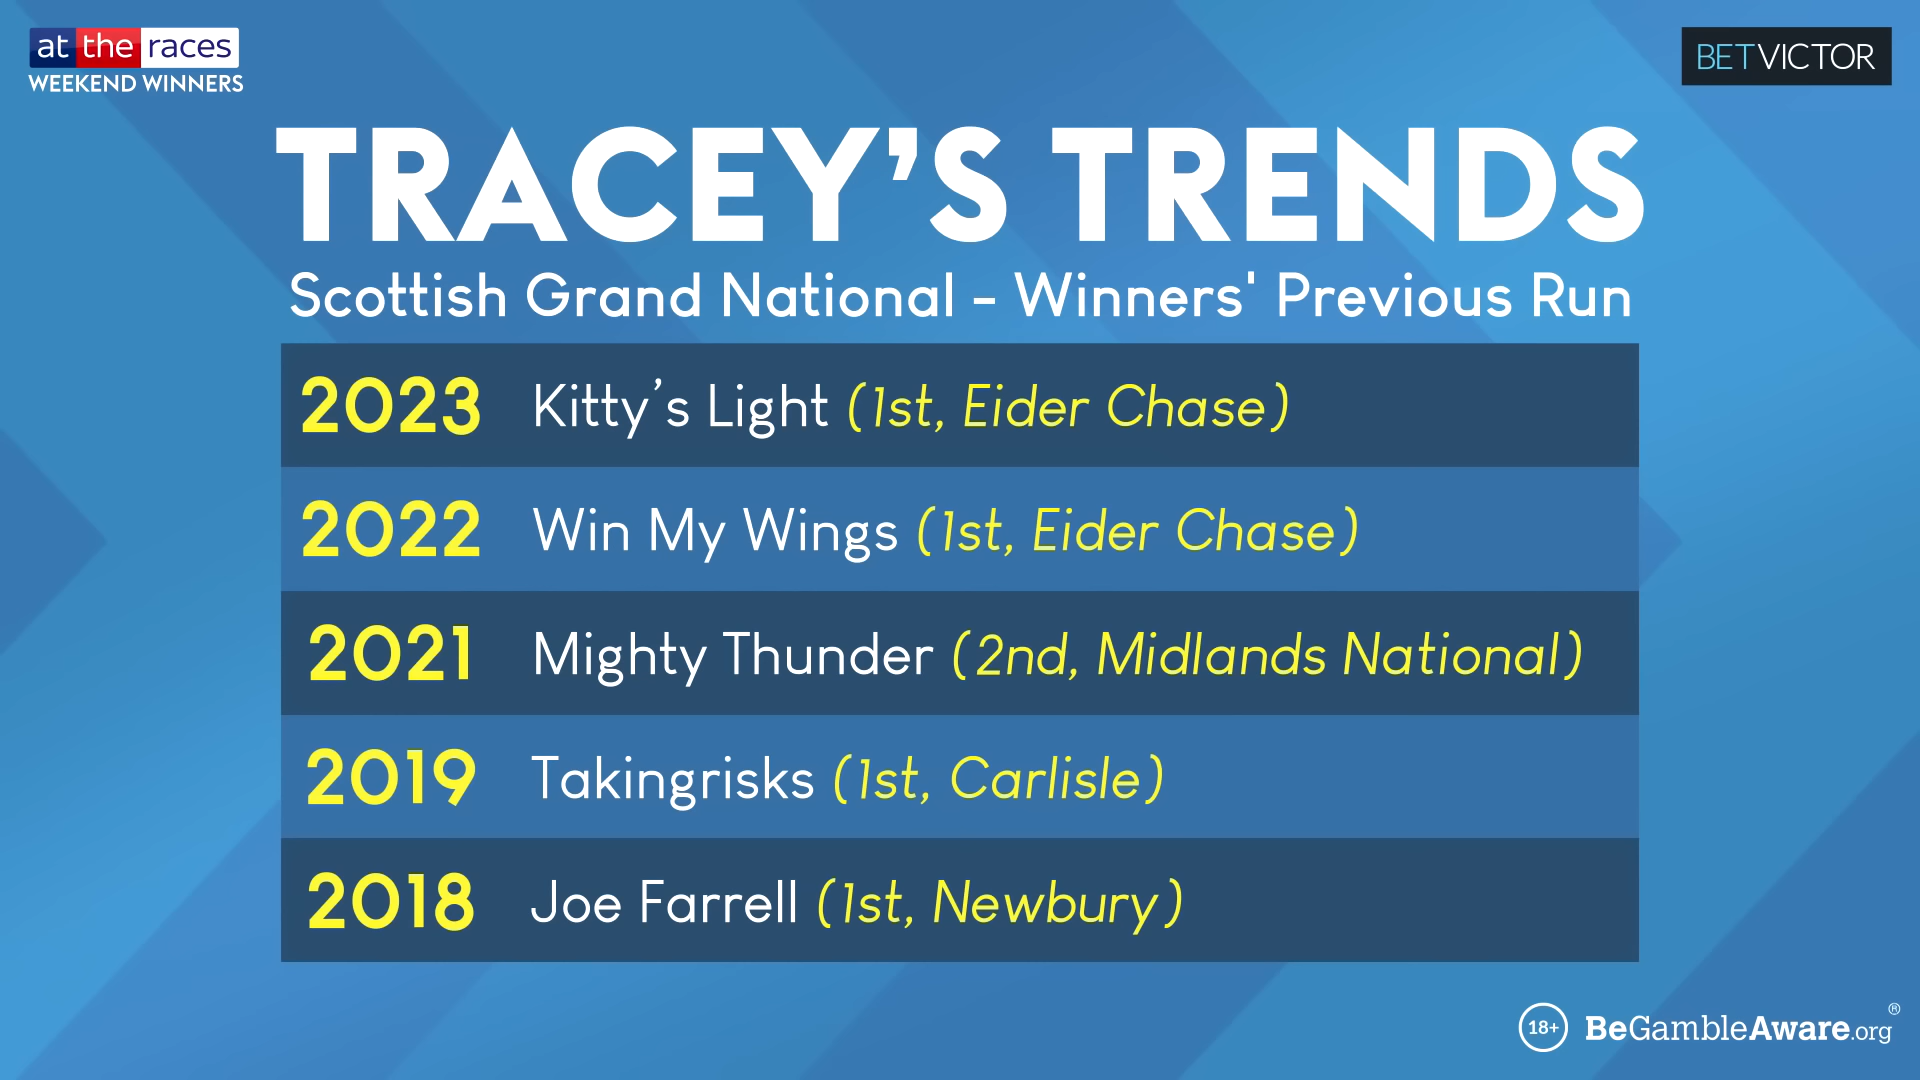 at the races
WEEKEND WINNERS
BETVICTOR
TRACEY'S TRENDS
Scottish Grand National - Winners' Previous Run
2023 Kitty's Light (1st, Eider Chase)
2022 Win My Wings (1st, Eider Chase)
2021 Mighty Thunder (2nd, Midlands National)
2019 Takingrisks (1st, Carlisle)
2018 Joe Farrell (1st, Newbury)
18+ BeGambleAware.org®